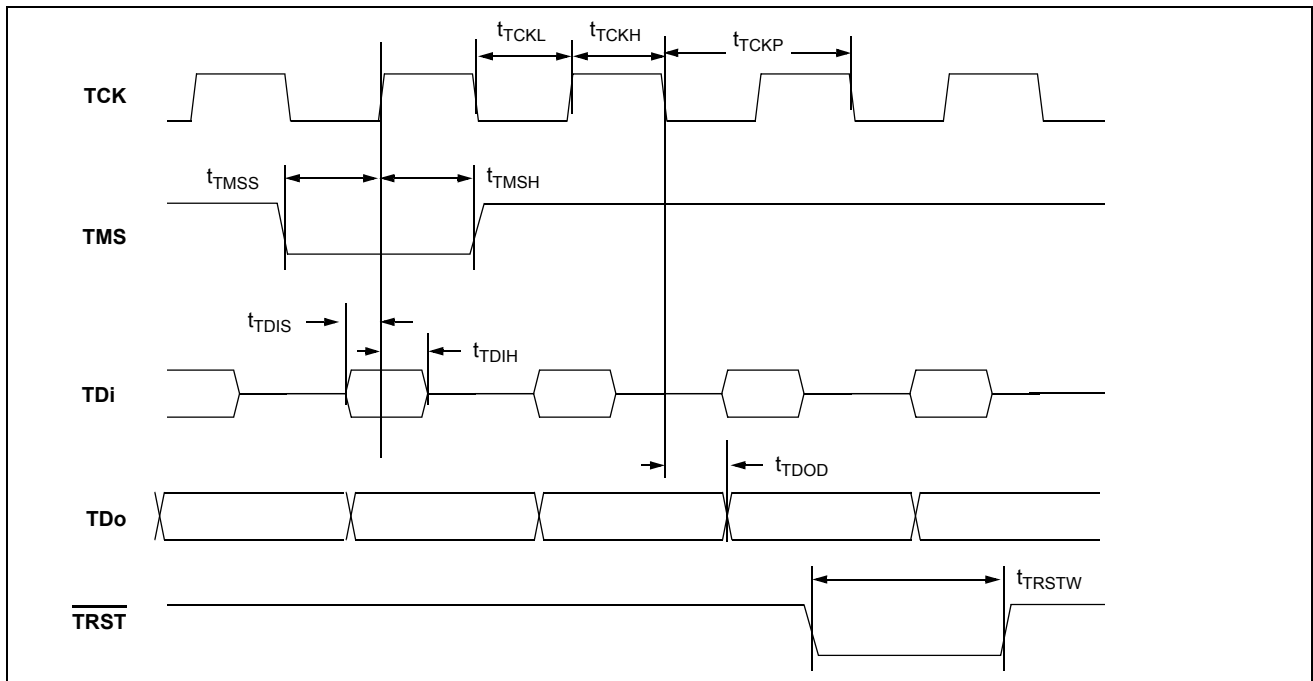 tTCKL tTCKH tTCKP
TCK
tTMSS tTMSH
TMS
tTDIS
tTDIH
TDi
tTDOD
TDo
tTRSTW
TRST